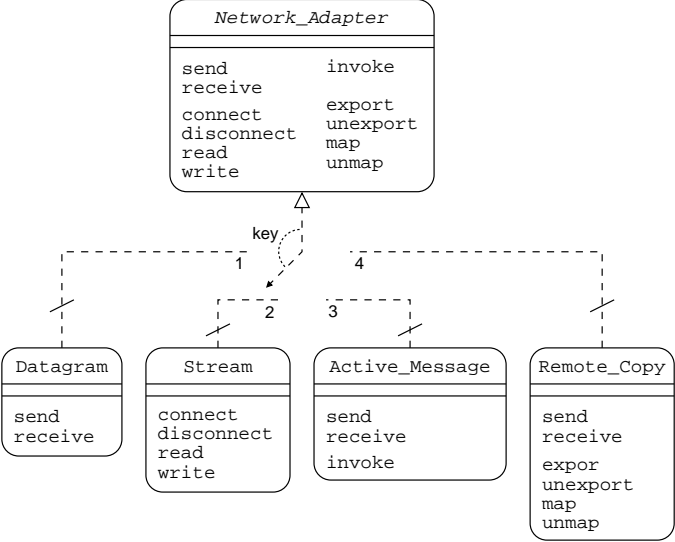 Network_Adapter
send
receive
connect
disconnect
read
write
invoke
export
unexport
map
unmap
key
1
4
2
3
Datagram
send
receive
Stream
connect
disconnect
read
write
Active_Message
send
receive
invoke
Remote_Copy
send
receive
expor
unexport
map
unmap